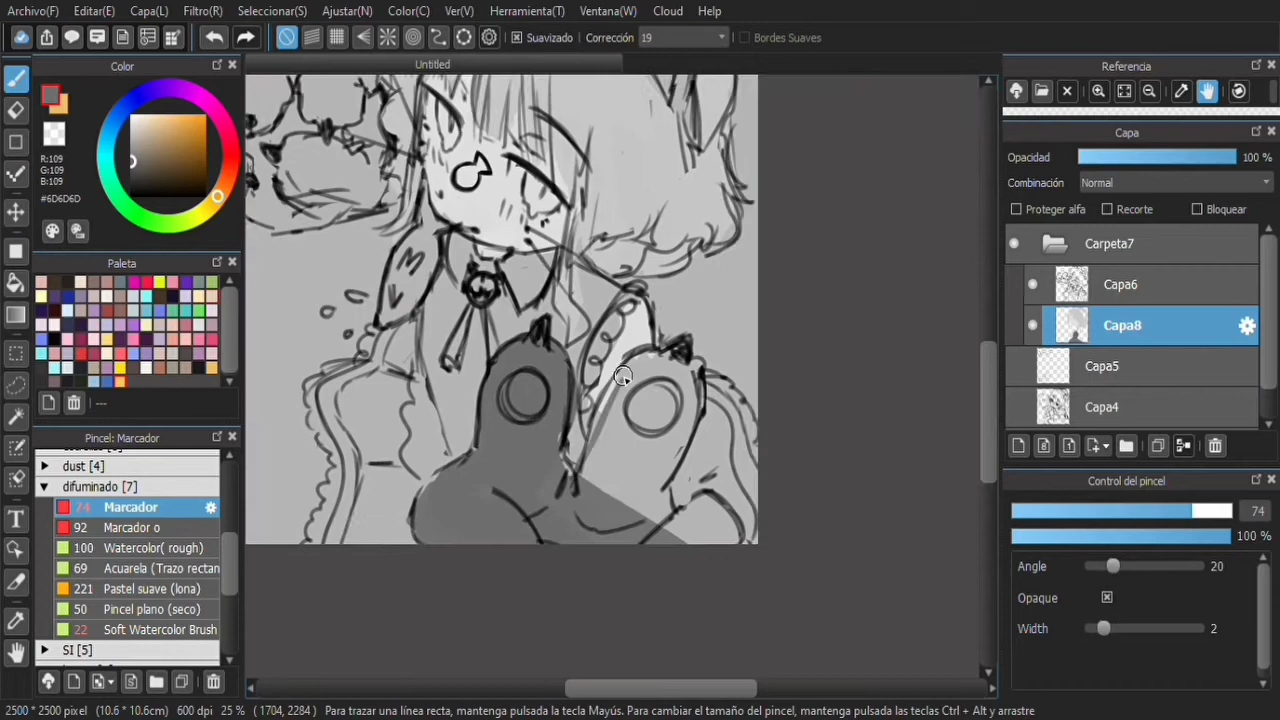 Archivo(F) Editar(E) Capa(L) Filtro(R) Seleccionar(S) Ajustar(N) Color(C) Ver(V) Herramienta(T) Ventana(W) Cloud Help
Suavizado Corrección 19 Bordes Suaves
Color
Untitled
Referencia
R:109
G:109
B:109
#6D6D6D
Capa
Opacidad 100 %
Combinación Normal
Proteger alfa Recorte Bloquear
Carpeta7
Capa6
Capa8
Capa5
Capa4
Paleta
---
Pincel: Marcador
dust [4]
difuminado [7]
74 Marcador
92 Marcador o
100 Watercolor( rough)
69 Acuarela (Trazo rectan
221 Pastel suave (lona)
50 Pincel plano (seco)
22 Soft Watercolor Brush
SI [5]
Control del pincel
74
100 %
Angle 20
Opaque
Width 2
2500 * 2500 pixel (10.6 * 10.6cm) 600 dpi 25 % (1704, 2284) Para trazar una línea recta, mantenga pulsada la tecla Mayús. Para cambiar el tamaño del pincel, mantenga pulsadas las teclas Ctrl + Alt y arrastre